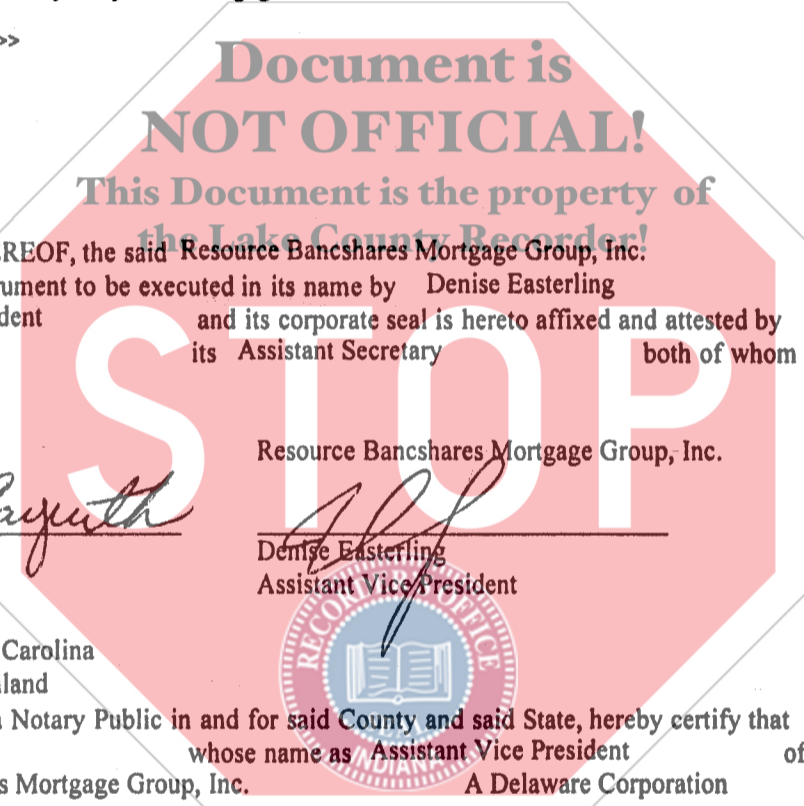 >>
Document is
NOT OFFICIAL!
This Document is the property of
the Lake County Recorder!
REOF, the said Resource Bancshares Mortgage Group, Inc.
ument to be executed in its name by Denise Easterling
dent and its corporate seal is hereto affixed and attested by
its Assistant Secretary both of whom
STOP
Resource Bancshares Mortgage Group, Inc.
Denise Easterling
Assistant Vice President
RECORDER'S OFFICE
INDIANA
Carolina
land
Notary Public in and for said County and said State, hereby certify that
whose name as Assistant Vice President of
s Mortgage Group, Inc. A Delaware Corporation